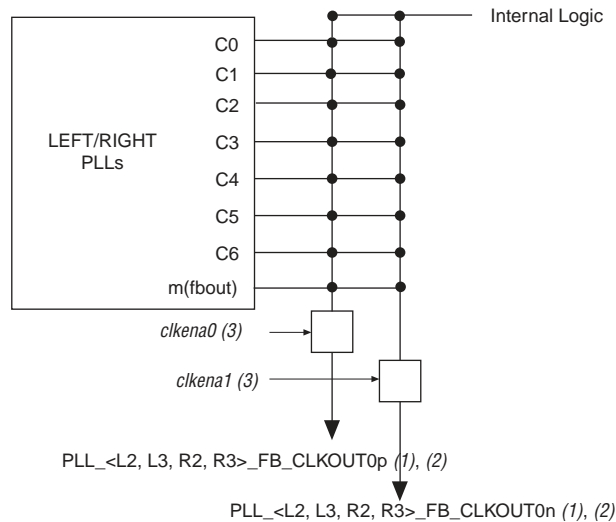 Internal Logic
C0
C1
C2
LEFT/RIGHT
PLLs
C3
C4
C5
C6
m(fbout)
clkena0 (3)
clkena1 (3)
PLL_<L2, L3, R2, R3>_FB_CLKOUT0p (1), (2)
PLL_<L2, L3, R2, R3>_FB_CLKOUT0n (1), (2)